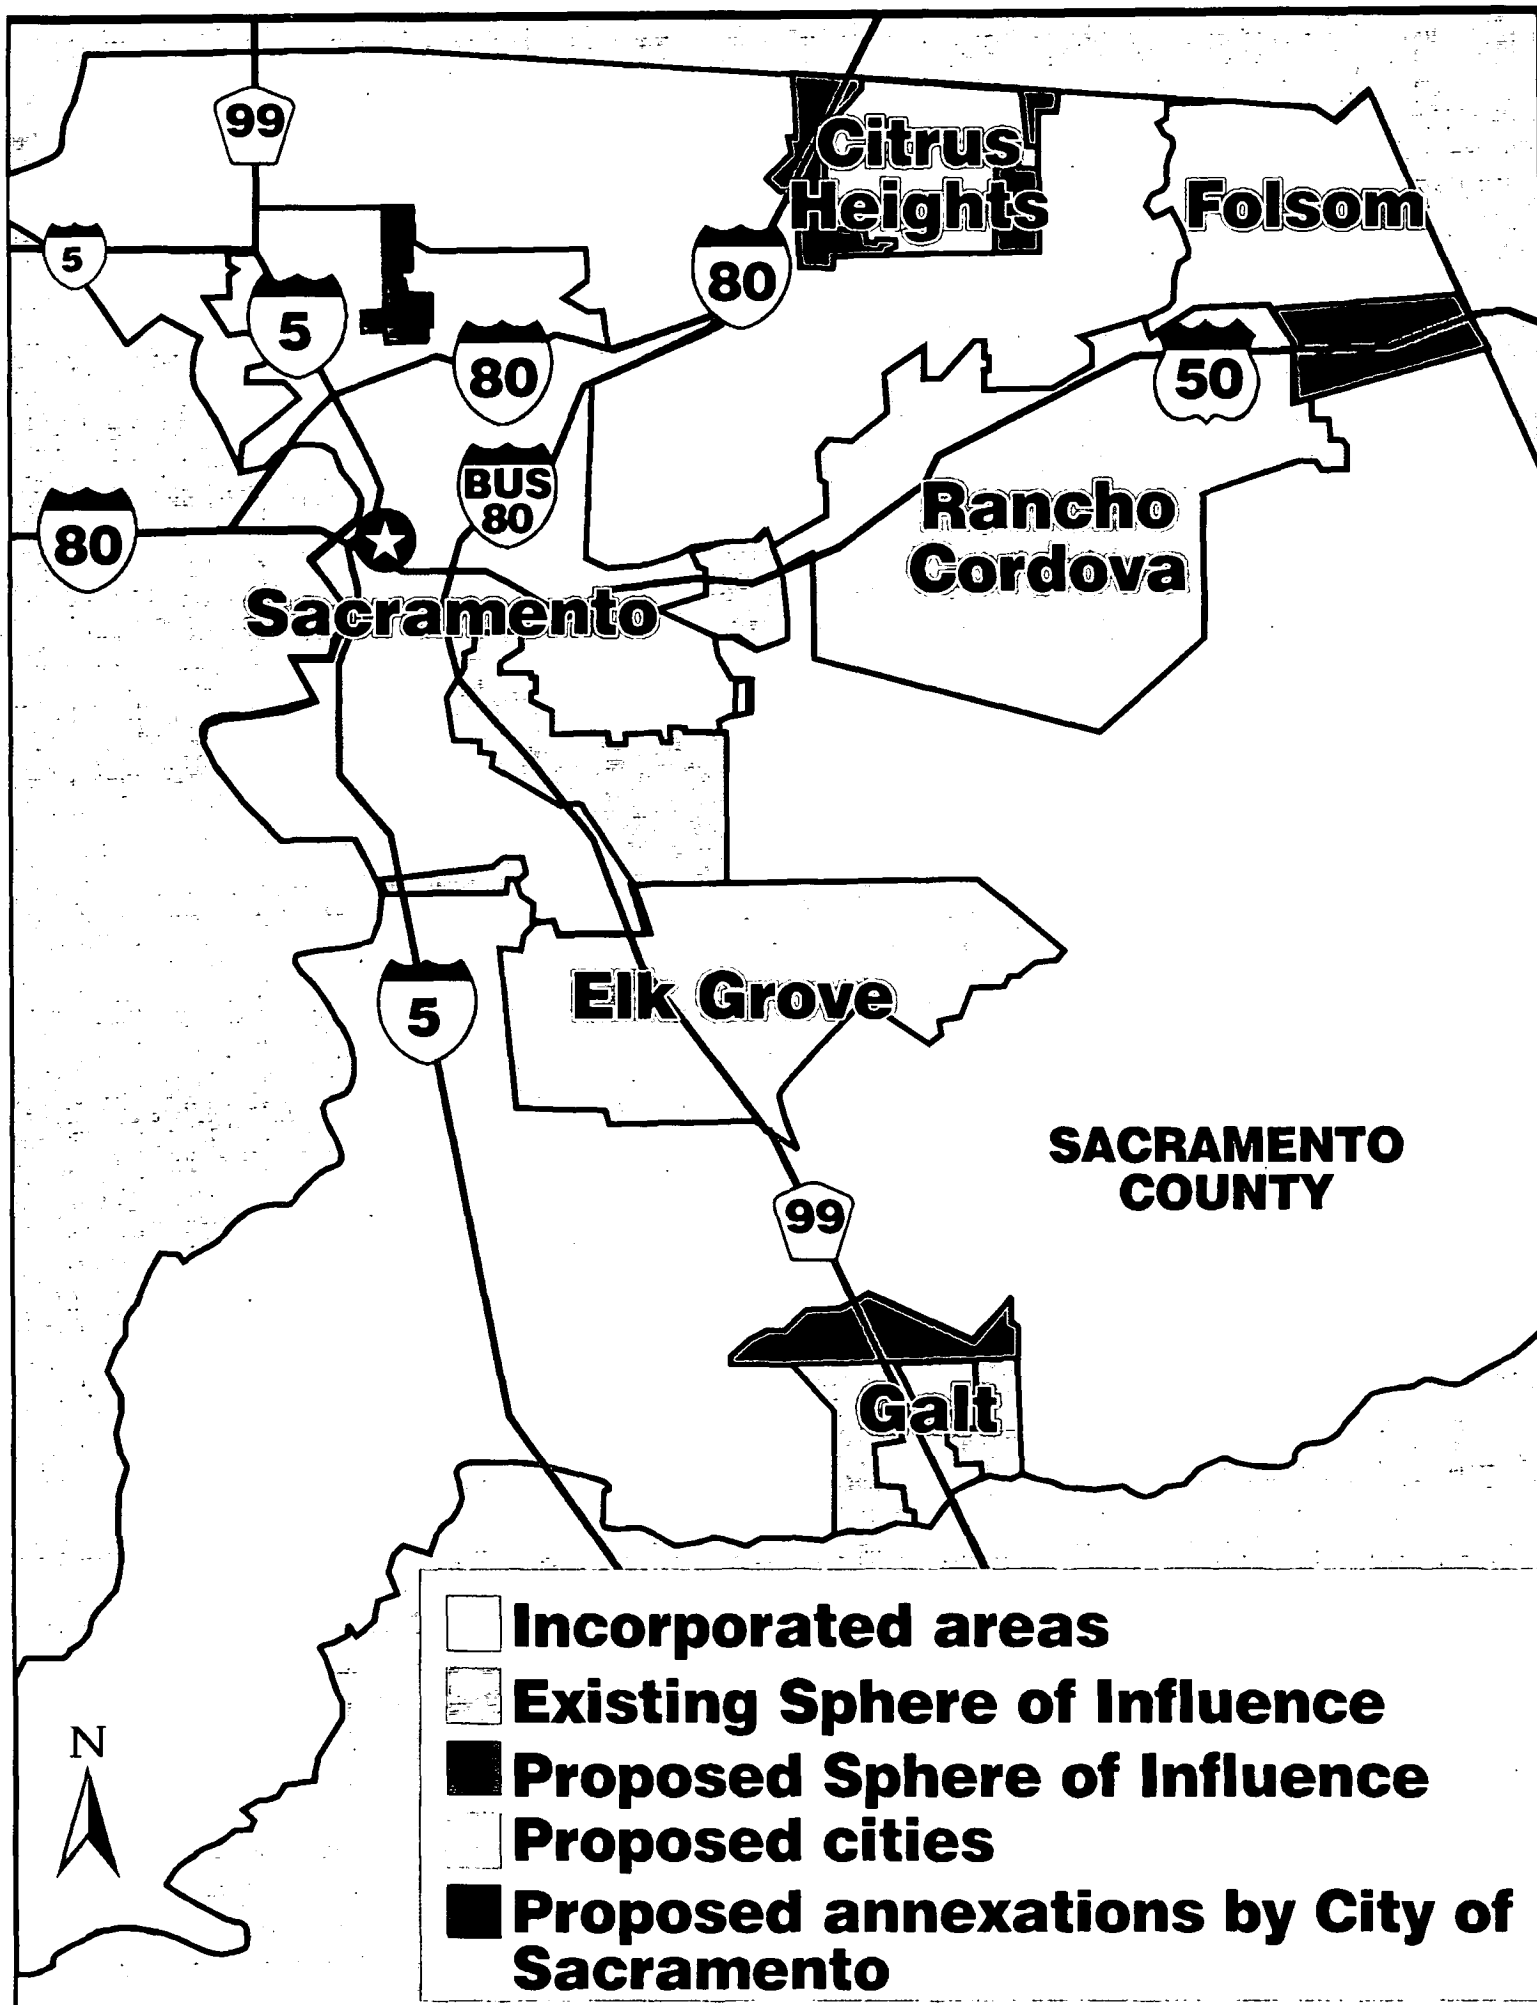 99
Citrus
Heights
Folsom
5
80
5
80
50
BUS
80
80
Rancho
Cordova
Sacramento
Elk Grove
5
SACRAMENTO
COUNTY
99
Galt
Incorporated areas
Existing Sphere of Influence
Proposed Sphere of Influence
Proposed cities
Proposed annexations by City of
Sacramento
N